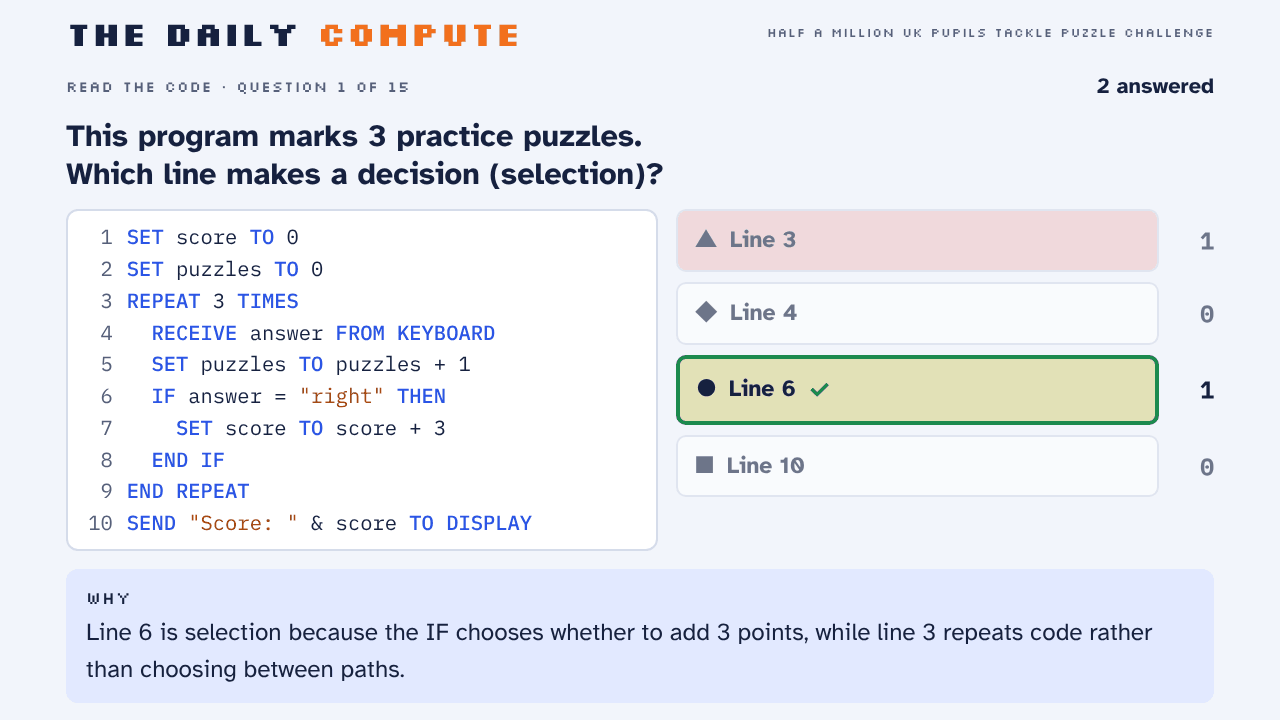 THE DAILY COMPUTE
HALF A MILLION UK PUPILS TACKLE PUZZLE CHALLENGE
READ THE CODE · QUESTION 1 OF 15
2 answered
This program marks 3 practice puzzles.
Which line makes a decision (selection)?
1 SET score TO 0
2 SET puzzles TO 0
3 REPEAT 3 TIMES
4 RECEIVE answer FROM KEYBOARD
5 SET puzzles TO puzzles + 1
6 IF answer = "right" THEN
7 SET score TO score + 3
8 END IF
9 END REPEAT
10 SEND "Score: " & score TO DISPLAY
Line 3 1
Line 4 0
Line 6 ✓ 1
Line 10 0
WHY
Line 6 is selection because the IF chooses whether to add 3 points, while line 3 repeats code rather
than choosing between paths.